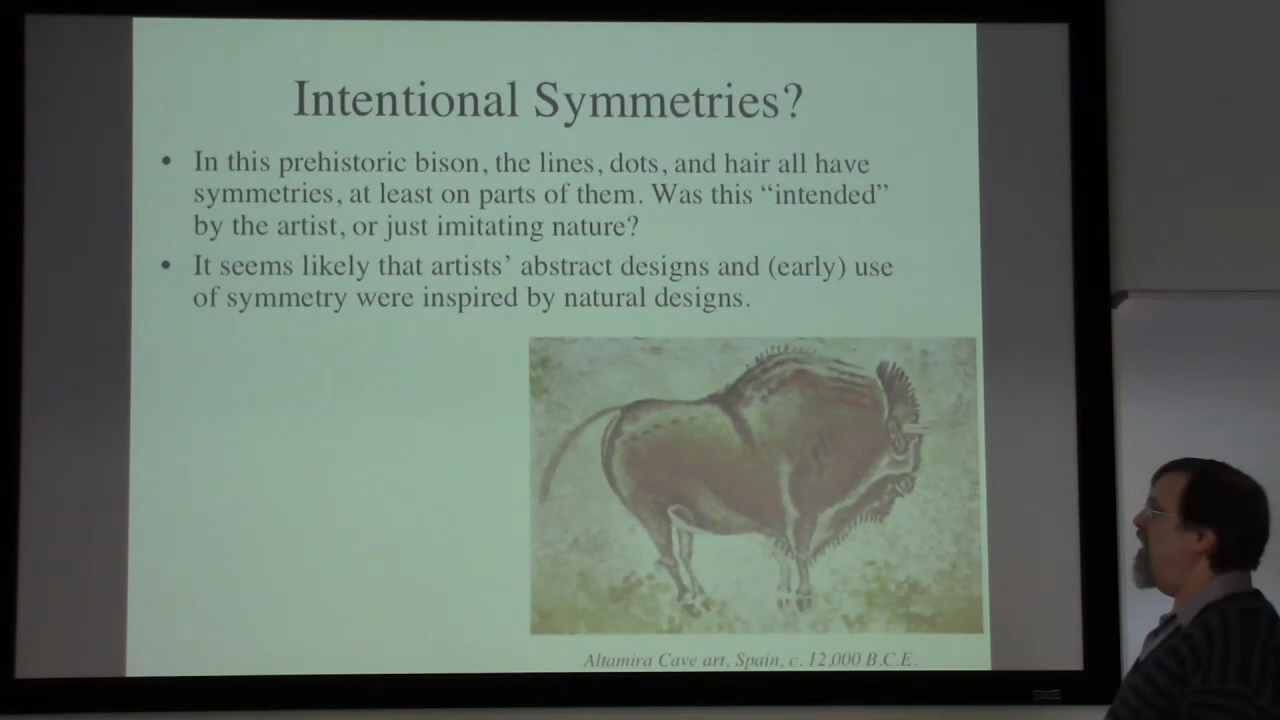 Intentional Symmetries?
• In this prehistoric bison, the lines, dots, and hair all have
symmetries, at least on parts of them. Was this “intended”
by the artist, or just imitating nature?
• It seems likely that artists’ abstract designs and (early) use
of symmetry were inspired by natural designs.
Altamira Cave art, Spain, c. 12,000 B.C.E.